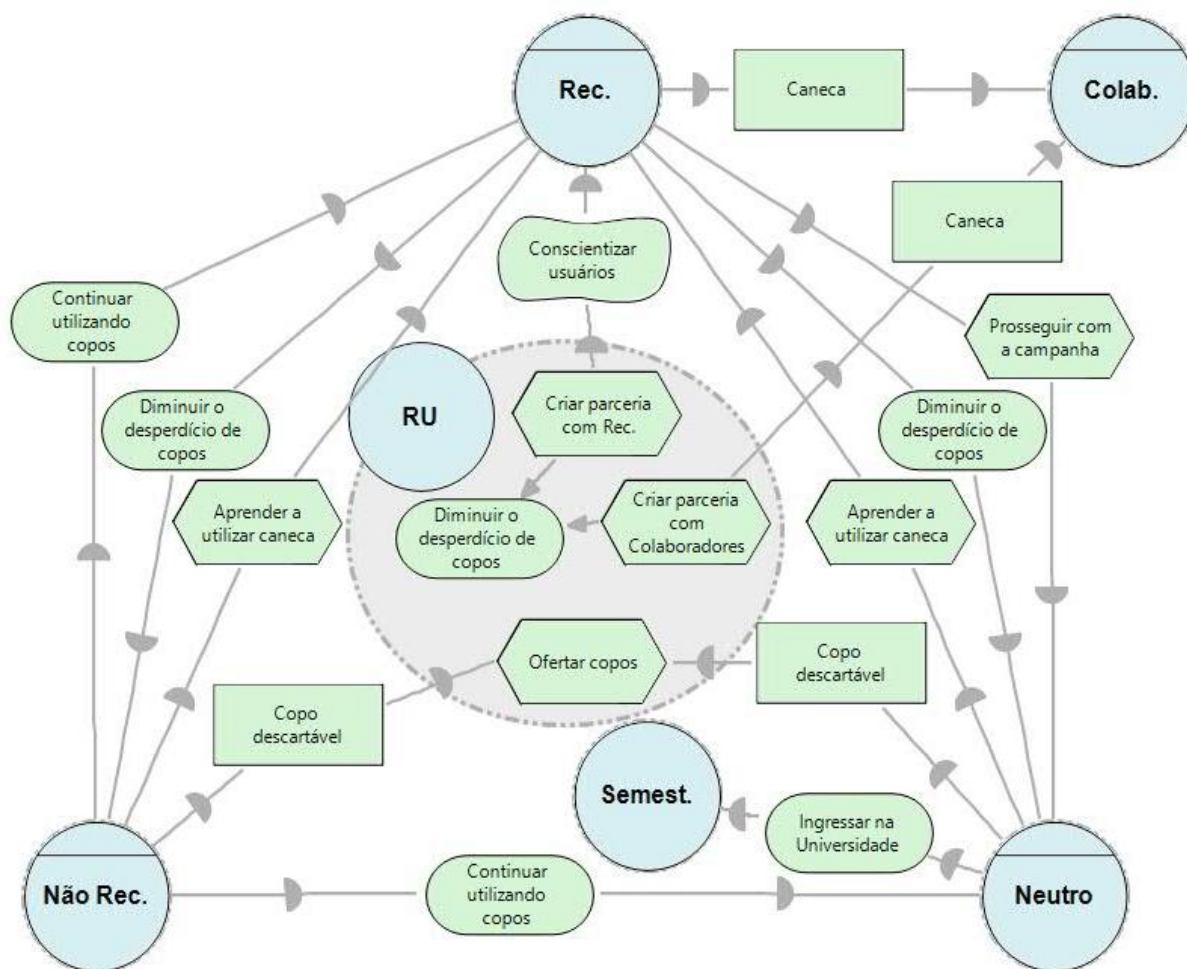 Rec.
Caneca
Colab.
Caneca
Conscientizar
usuários
Continuar
utilizando
copos
Prosseguir com
a campanha
RU
Criar parceria
com Rec.
Diminuir o
desperdício de
copos
Diminuir o
desperdício de
copos
Aprender a
utilizar caneca
Diminuir o
desperdício de
copos
Criar parceria
com
Colaboradores
Aprender a
utilizar caneca
Ofertar copos
Copo
descartável
Copo
descartável
Semest.
Ingressar na
Universidade
Não Rec.
Continuar
utilizando
copos
Neutro